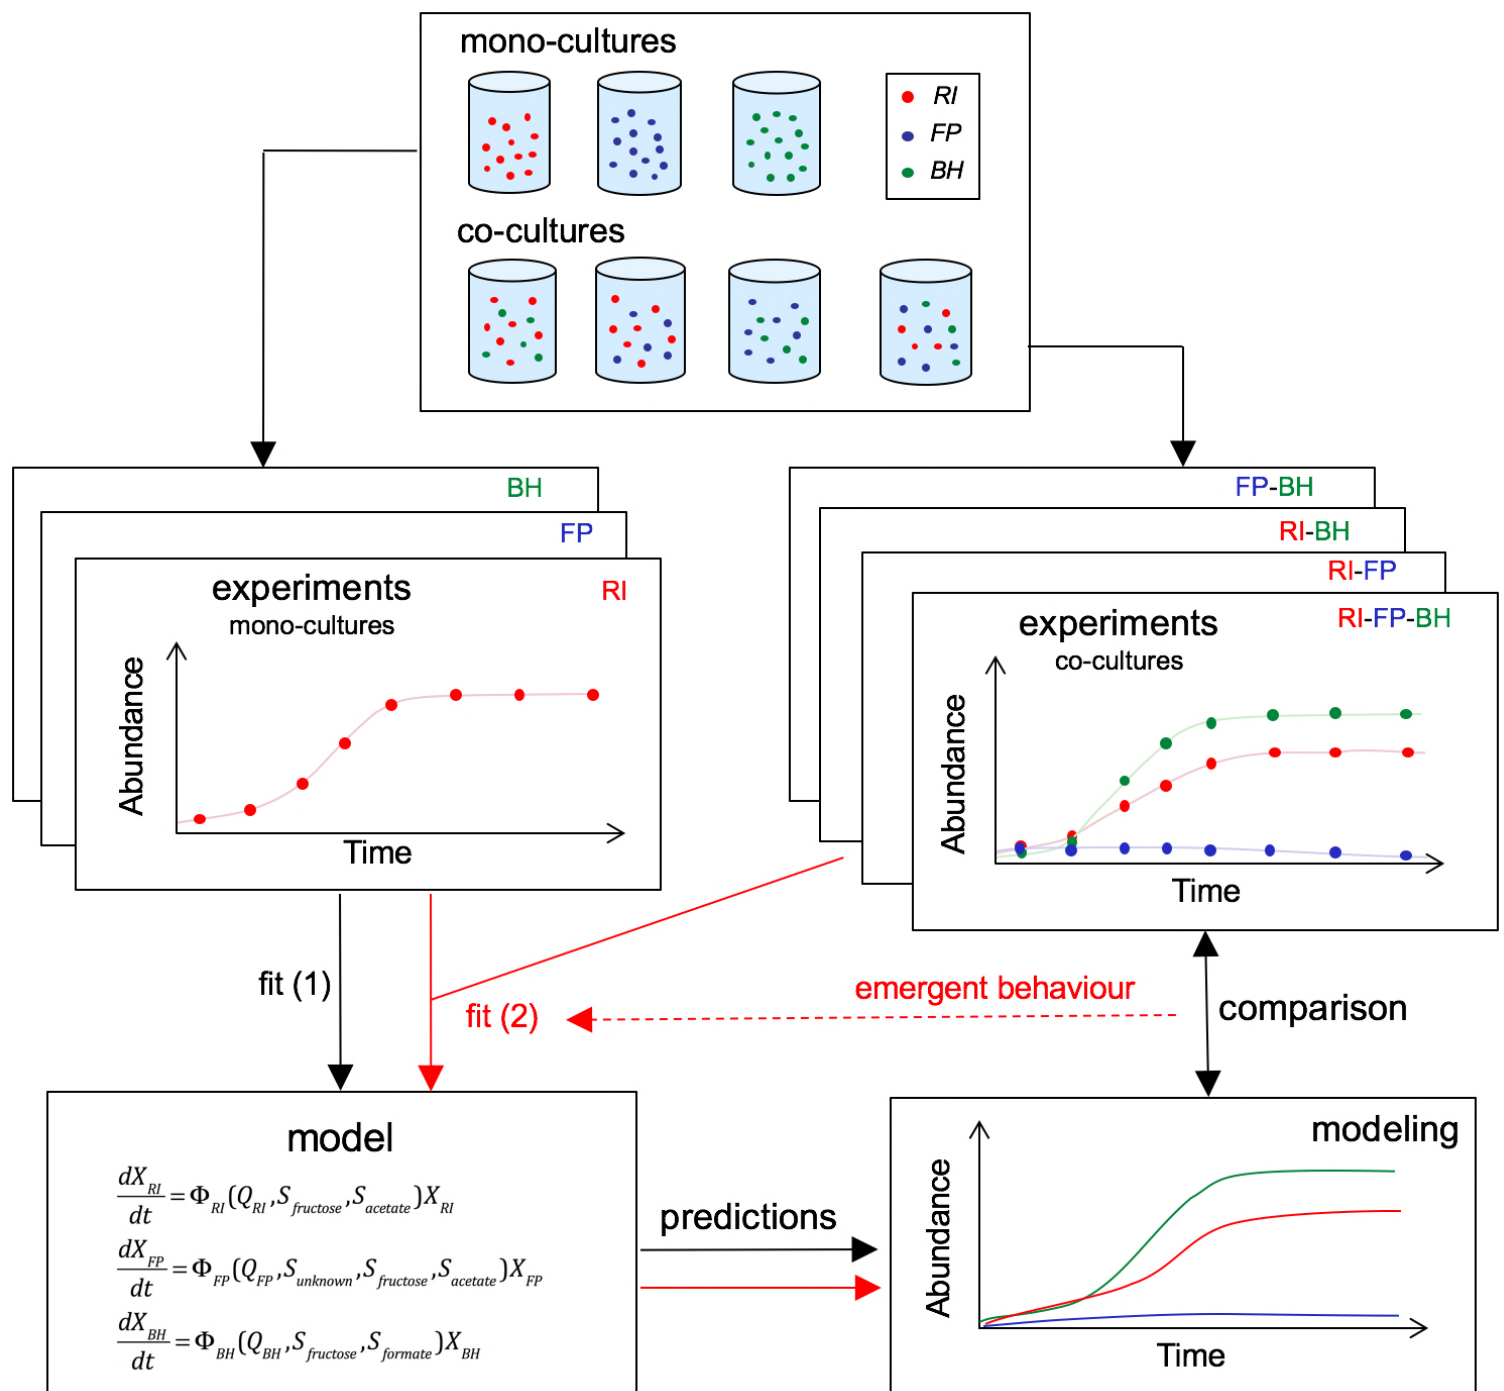 mono-cultures
RI
FP
BH
co-cultures
BH
FP
experiments
RI
mono-cultures
Abundance
Time
FP-BH
RI-BH
RI-FP
RI-FP-BH
experiments
co-cultures
Abundance
Time
fit (1)
fit (2)
emergent behaviour
comparison
model
dX_RI/dt = Φ_RI(Q_RI, S_fructose, S_acetate)X_RI
dX_FP/dt = Φ_FP(Q_FP, S_unknown, S_fructose, S_acetate)X_FP
dX_BH/dt = Φ_BH(Q_BH, S_fructose, S_formate)X_BH
predictions
modeling
Abundance
Time